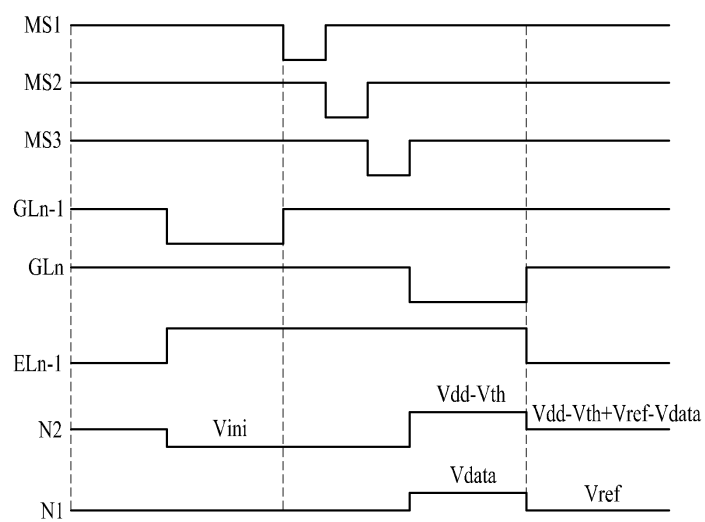 MS1
MS2
MS3
GLn-1
GLn
ELn-1
Vdd-Vth
Vdd-Vth+Vref-Vdata
N2
Vini
Vdata
Vref
N1